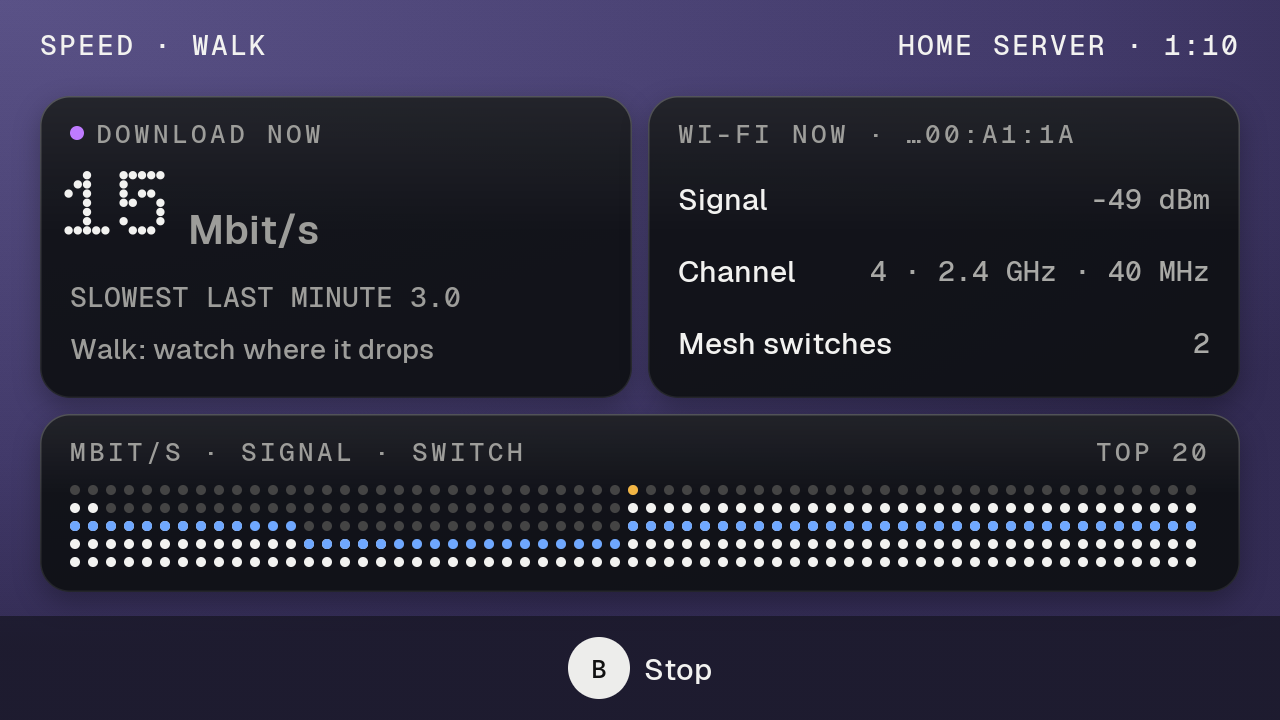 SPEED · WALK
HOME SERVER · 1:10
DOWNLOAD NOW
15 Mbit/s
SLOWEST LAST MINUTE 3.0
Walk: watch where it drops
WI-FI NOW · …00:A1:1A
Signal -49 dBm
Channel 4 · 2.4 GHz · 40 MHz
Mesh switches 2
MBIT/S · SIGNAL · SWITCH
TOP 20
B Stop